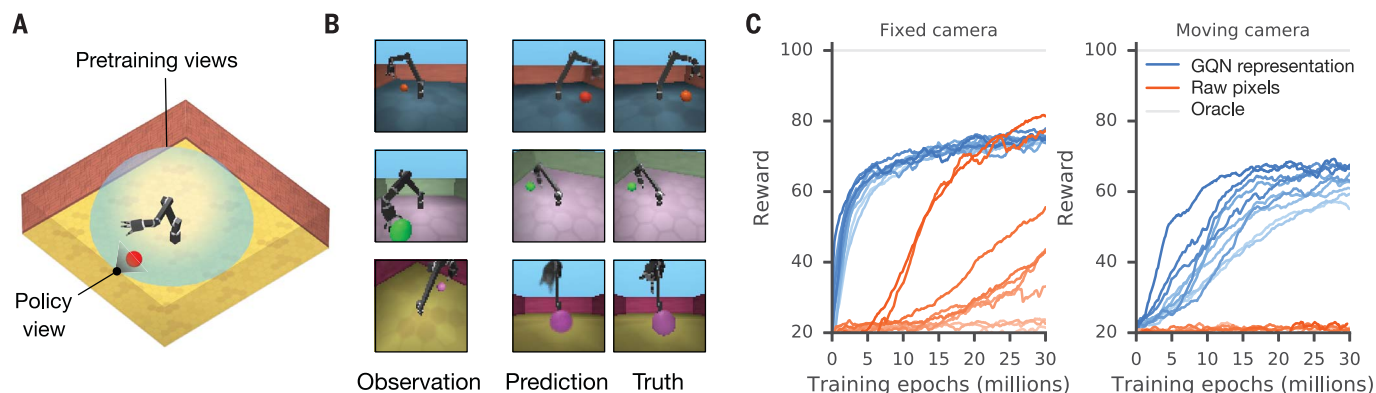 A
Pretraining views
Policy
view
B
Observation
Prediction
Truth
C
Fixed camera
100
80
60
40
20
Reward
0
5
10
15
20
25
30
Training epochs (millions)
Moving camera
100
80
60
40
20
Reward
GQN representation
Raw pixels
Oracle
0
5
10
15
20
25
30
Training epochs (millions)